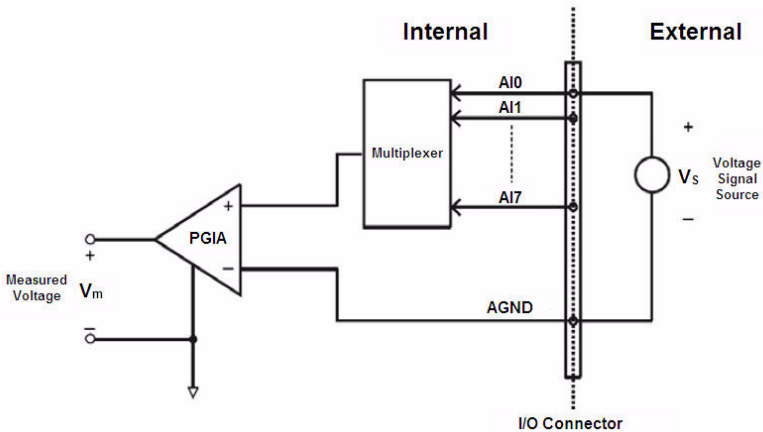 Internal
External
AI0
AI1
Multiplexer
+
Vs
Voltage
Signal
Source
AI7
–
+
PGIA
–
+
Measured
Voltage
Vm
–
AGND
I/O Connector